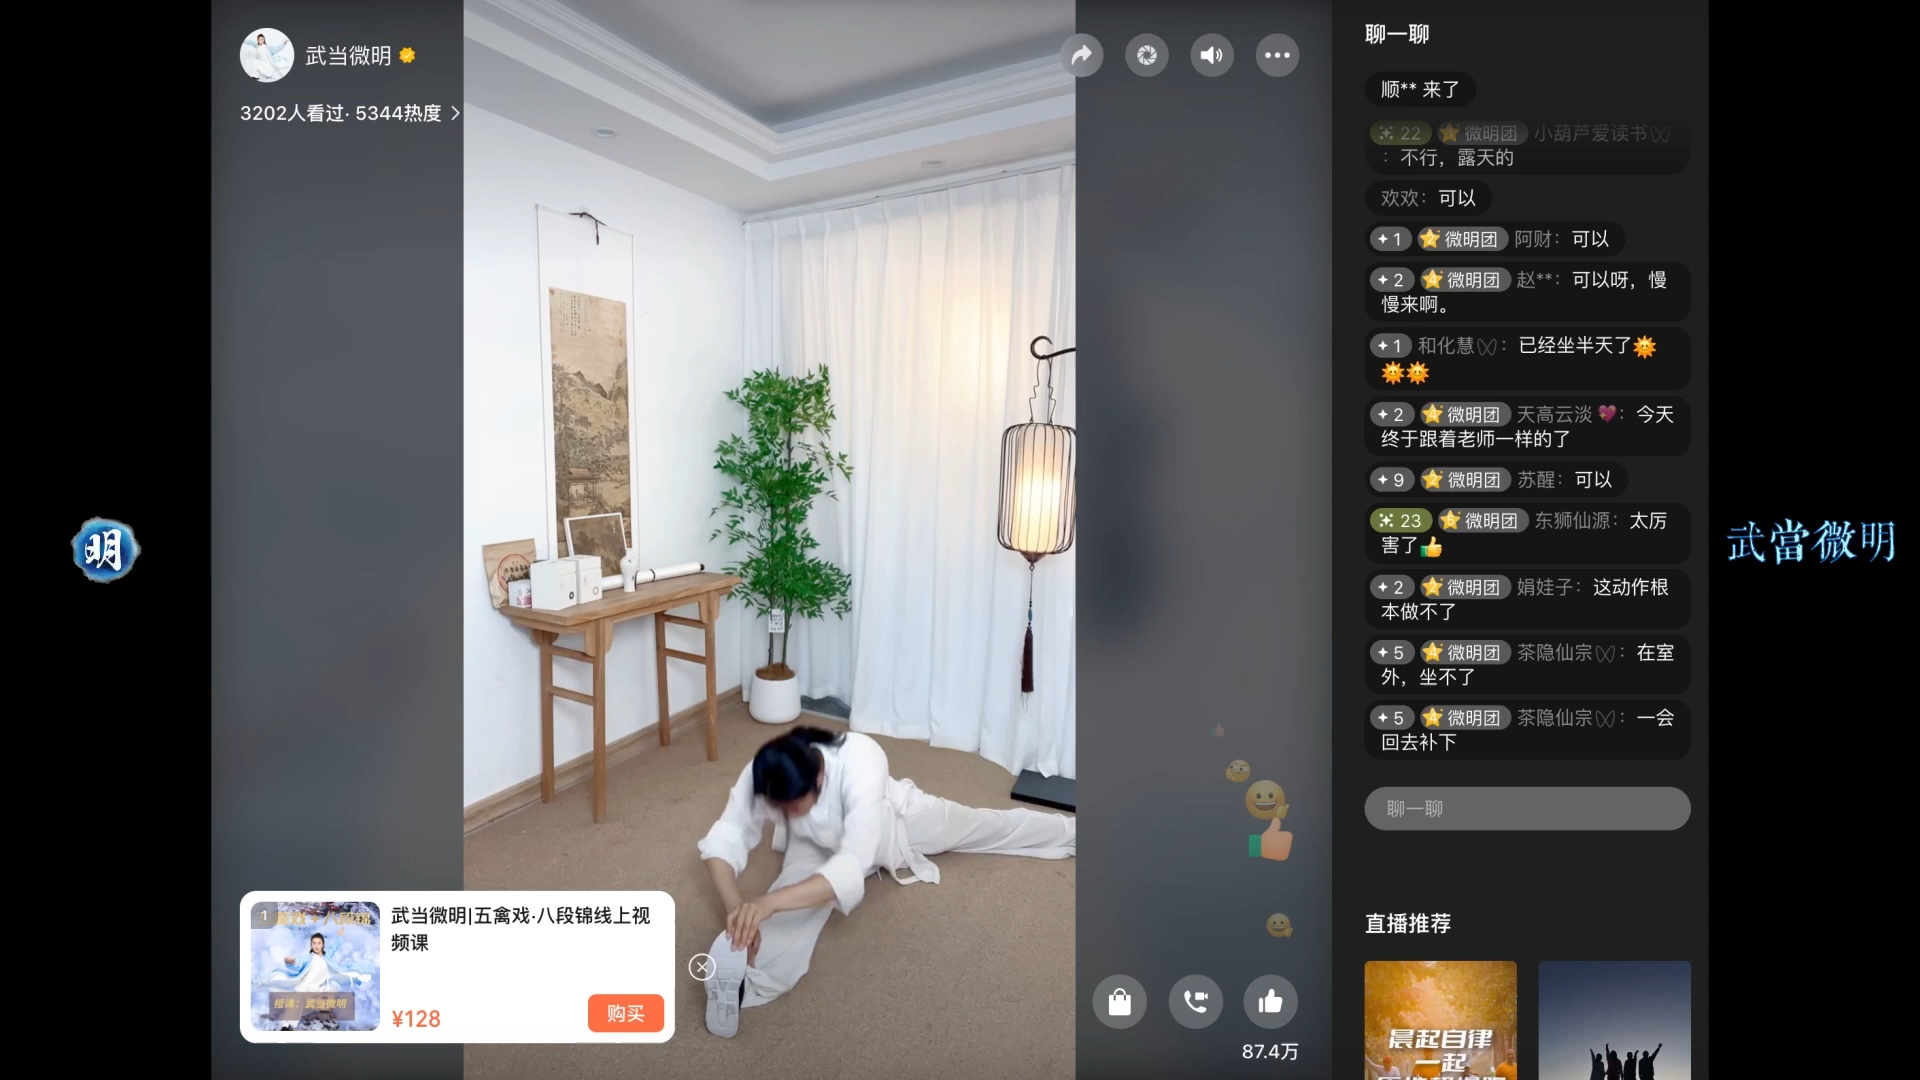 武当微明
3202人看过· 5344热度
聊一聊
顺** 来了
22 微明团 小葫芦爱读书
：不行，露天的
欢欢：可以
1 微明团 阿财：可以
2 微明团 赵**：可以呀，慢
慢来啊。
1 和化慧：已经坐半天了
2 微明团 天高云淡：今天
终于跟着老师一样的了
9 微明团 苏醒：可以
23 微明团 东狮仙源：太厉
害了
2 微明团 娟娃子：这动作根
本做不了
5 微明团 茶隐仙宗：在室
外，坐不了
5 微明团 茶隐仙宗：一会
回去补下
聊一聊
明
武當微明
1
授课：武当微明
武当微明|五禽戏·八段锦线上视
频课
¥128
购买
87.4万
直播推荐
晨起自律
一起